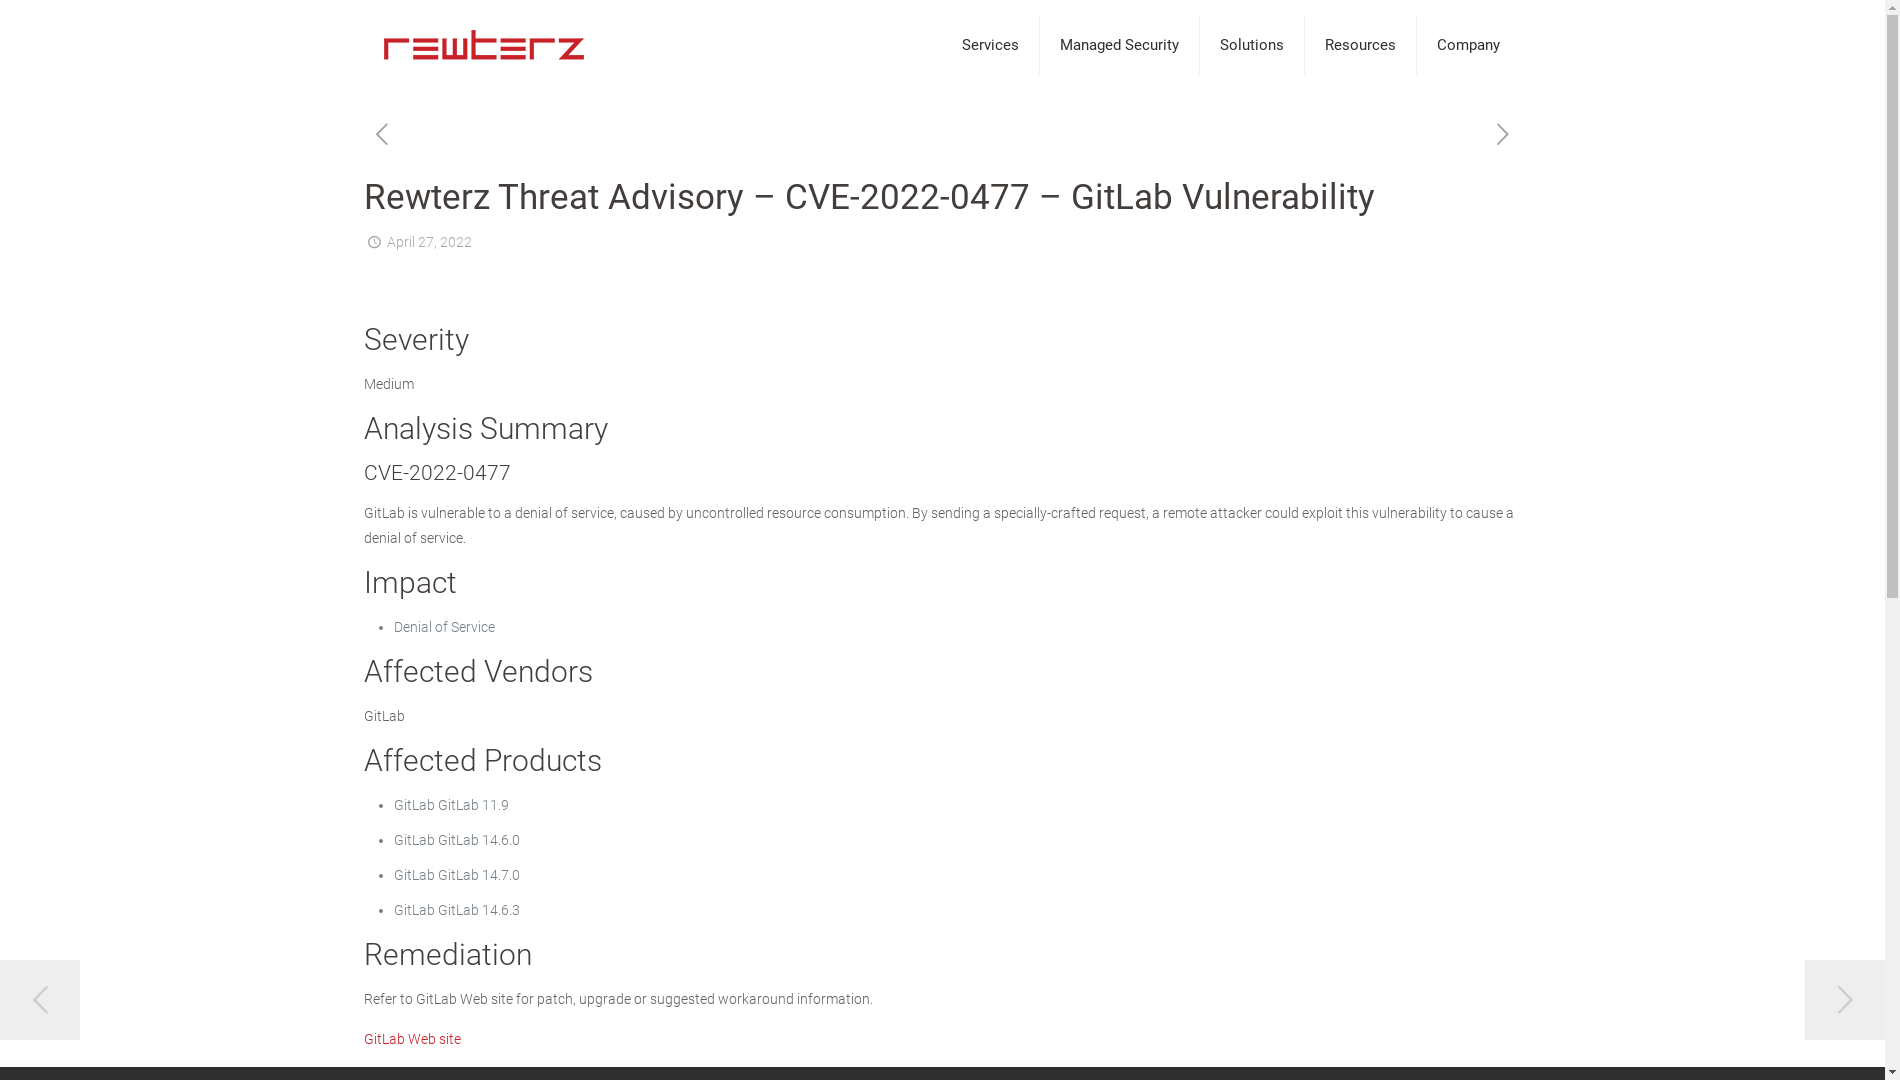 rewterz
Services
Managed Security
Solutions
Resources
Company
Rewterz Threat Advisory – CVE-2022-0477 – GitLab Vulnerability
April 27, 2022
Severity
Medium
Analysis Summary
CVE-2022-0477
GitLab is vulnerable to a denial of service, caused by uncontrolled resource consumption. By sending a specially-crafted request, a remote attacker could exploit this vulnerability to cause a
denial of service.
Impact
• Denial of Service
Affected Vendors
GitLab
Affected Products
• GitLab GitLab 11.9
• GitLab GitLab 14.6.0
• GitLab GitLab 14.7.0
• GitLab GitLab 14.6.3
Remediation
Refer to GitLab Web site for patch, upgrade or suggested workaround information.
GitLab Web site